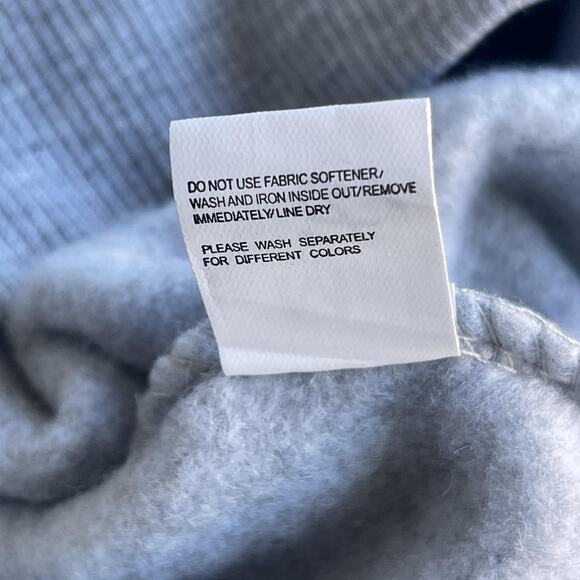 DO NOT USE FABRIC SOFTENER/
WASH AND IRON INSIDE OUT/REMOVE
IMMEDIATELY/LINE DRY
PLEASE WASH SEPARATELY
FOR DIFFERENT COLORS